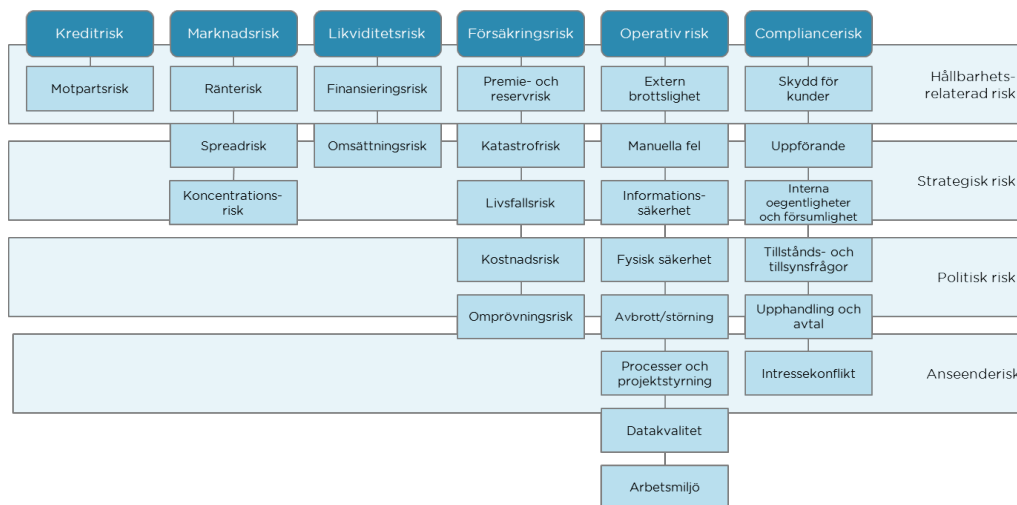 Kreditrisk
Marknadsrisk
Likviditetsrisk
Försäkringsrisk
Operativ risk
Compliancerisk
Motpartsrisk
Ränterisk
Finansieringsrisk
Premie- och
reservrisk
Extern
brottslighet
Skydd för
kunder
Hållbarhets-
relaterad risk
Spreadrisk
Omsättningsrisk
Katastrofrisk
Manuella fel
Uppförande
Strategisk risk
Koncentrations-
risk
Livsfallsrisk
Informations-
säkerhet
Interna
oegentligheter
och försumlighet
Kostnadsrisk
Fysisk säkerhet
Tillstånds- och
tillsynsfrågor
Politisk risk
Omprövningsrisk
Avbrott/störning
Upphandling och
avtal
Processer och
projektstyrning
Intressekonflikt
Anseenderisk
Datakvalitet
Arbetsmiljö